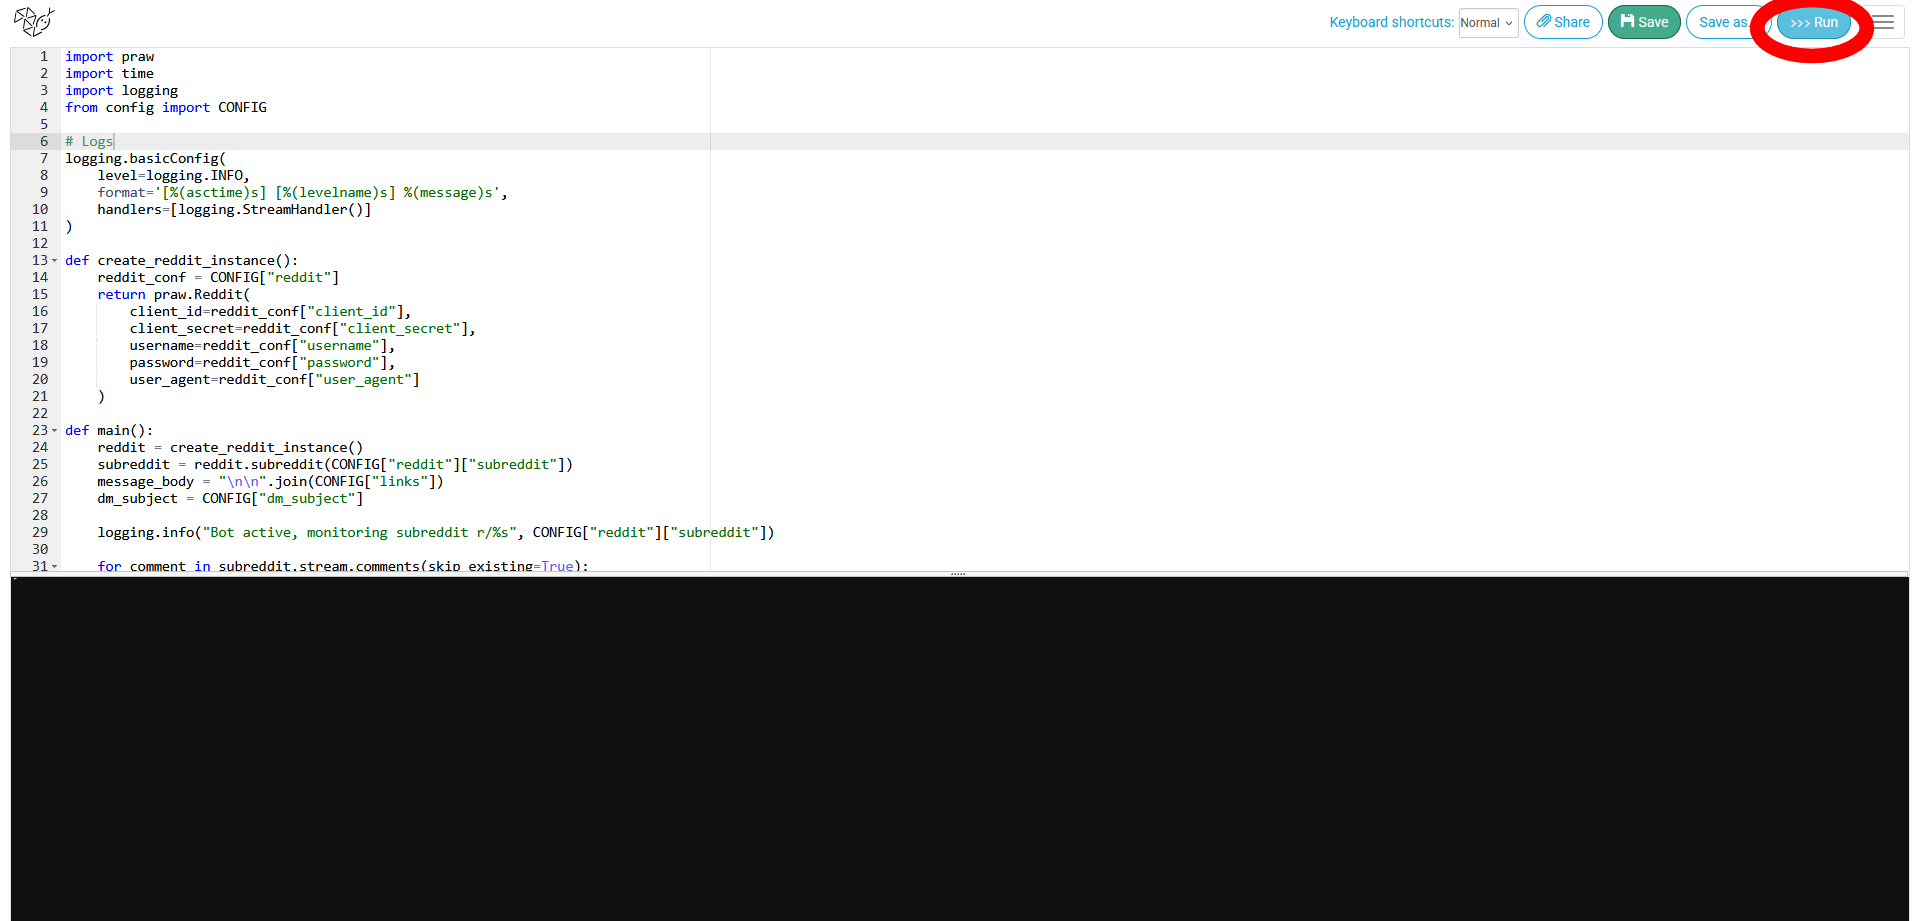 Keyboard shortcuts: Normal Share Save Save as. >>> Run
1 import praw
2 import time
3 import logging
4 from config import CONFIG
5
6 # Logs
7 logging.basicConfig(
8     level=logging.INFO,
9     format='[%(asctime)s] [%(levelname)s] %(message)s',
10     handlers=[logging.StreamHandler()]
11 )
12
13 def create_reddit_instance():
14     reddit_conf = CONFIG["reddit"]
15     return praw.Reddit(
16         client_id=reddit_conf["client_id"],
17         client_secret=reddit_conf["client_secret"],
18         username=reddit_conf["username"],
19         password=reddit_conf["password"],
20         user_agent=reddit_conf["user_agent"]
21     )
22
23 def main():
24     reddit = create_reddit_instance()
25     subreddit = reddit.subreddit(CONFIG["reddit"]["subreddit"])
26     message_body = "\n\n".join(CONFIG["links"])
27     dm_subject = CONFIG["dm_subject"]
28
29     logging.info("Bot active, monitoring subreddit r/%s", CONFIG["reddit"]["subreddit"])
30
31     for comment in subreddit.stream.comments(skip_existing=True):